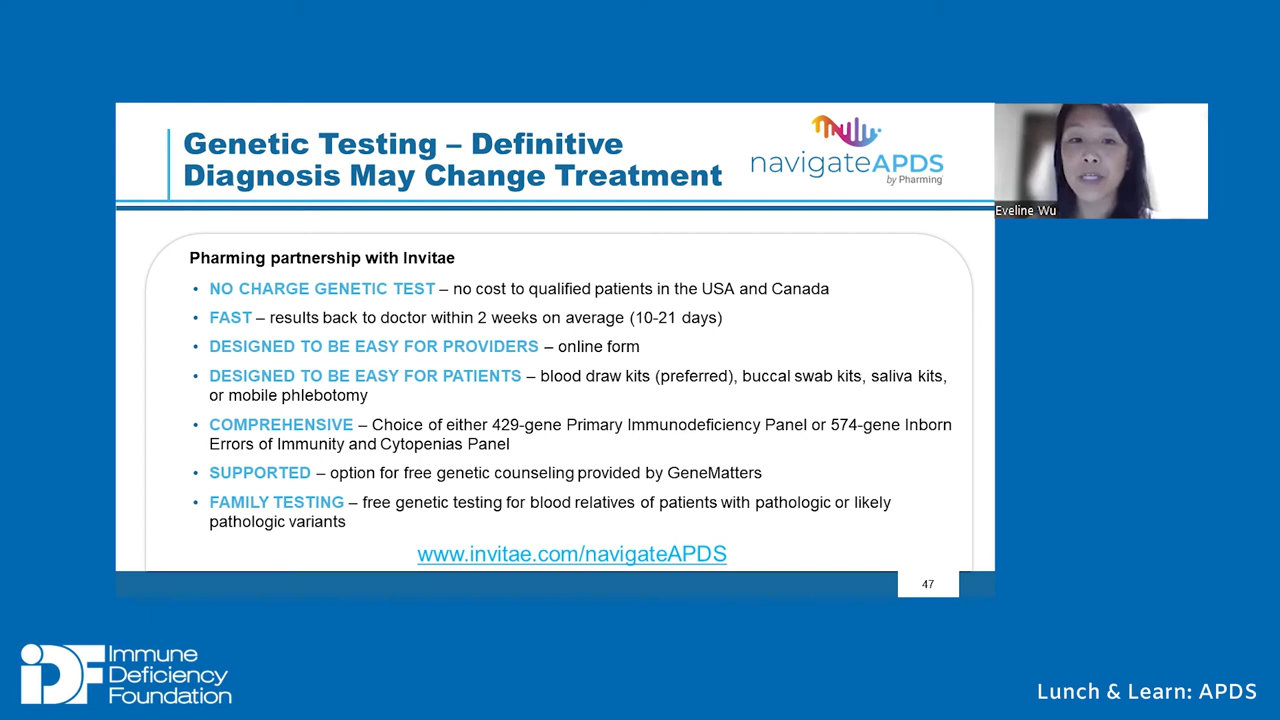 Genetic Testing – Definitive
Diagnosis May Change Treatment
navigateAPDS
by Pharming
Eveline Wu
Pharming partnership with Invitae
• NO CHARGE GENETIC TEST – no cost to qualified patients in the USA and Canada
• FAST – results back to doctor within 2 weeks on average (10-21 days)
• DESIGNED TO BE EASY FOR PROVIDERS – online form
• DESIGNED TO BE EASY FOR PATIENTS – blood draw kits (preferred), buccal swab kits, saliva kits,
or mobile phlebotomy
• COMPREHENSIVE – Choice of either 429-gene Primary Immunodeficiency Panel or 574-gene Inborn
Errors of Immunity and Cytopenias Panel
• SUPPORTED – option for free genetic counseling provided by GeneMatters
• FAMILY TESTING – free genetic testing for blood relatives of patients with pathologic or likely
pathologic variants
www.invitae.com/navigateAPDS
47
IDF Immune
Deficiency
Foundation
Lunch & Learn: APDS